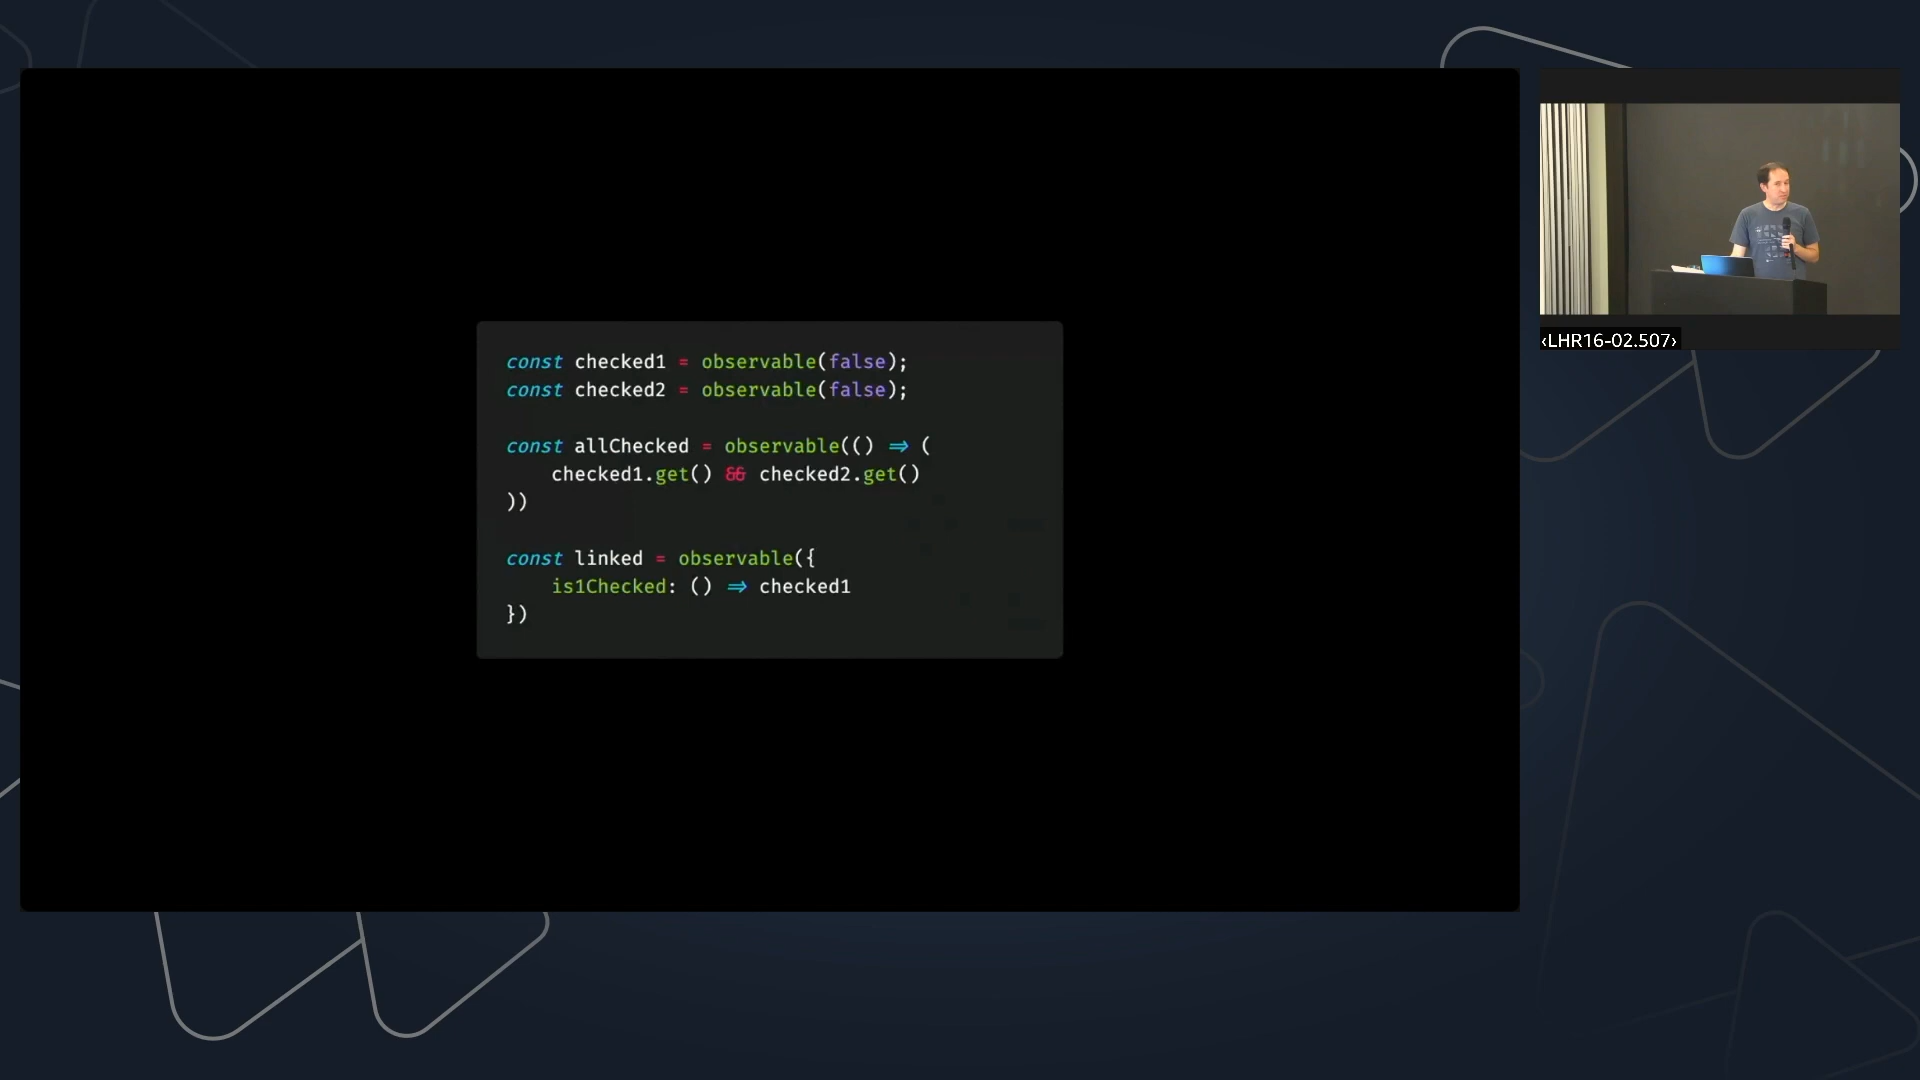 const checked1 = observable(false);
const checked2 = observable(false);
const allChecked = observable(() => (
checked1.get() && checked2.get()
))
const linked = observable({
is1Checked: () => checked1
})
‹LHR16-02.507›